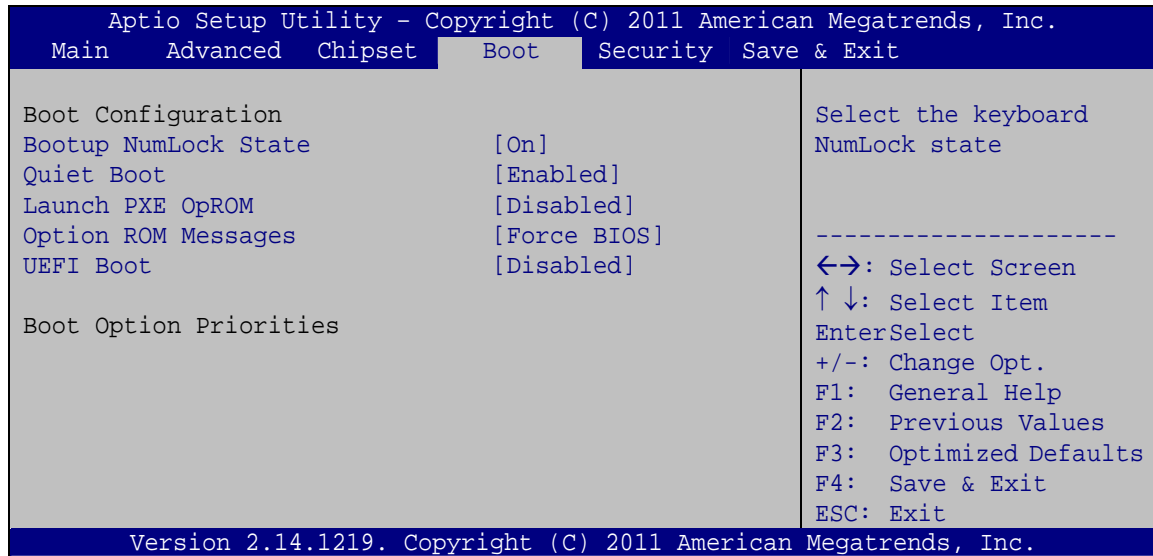 Aptio Setup Utility – Copyright (C) 2011 American Megatrends, Inc.
Main Advanced Chipset Boot Security Save & Exit
Boot Configuration
Bootup NumLock State [On]
Quiet Boot [Enabled]
Launch PXE OpROM [Disabled]
Option ROM Messages [Force BIOS]
UEFI Boot [Disabled]
Boot Option Priorities
Select the keyboard
NumLock state
---------------------
←→: Select Screen
↑ ↓: Select Item
EnterSelect
+/-: Change Opt.
F1: General Help
F2: Previous Values
F3: Optimized Defaults
F4: Save & Exit
ESC: Exit
Version 2.14.1219. Copyright (C) 2011 American Megatrends, Inc.